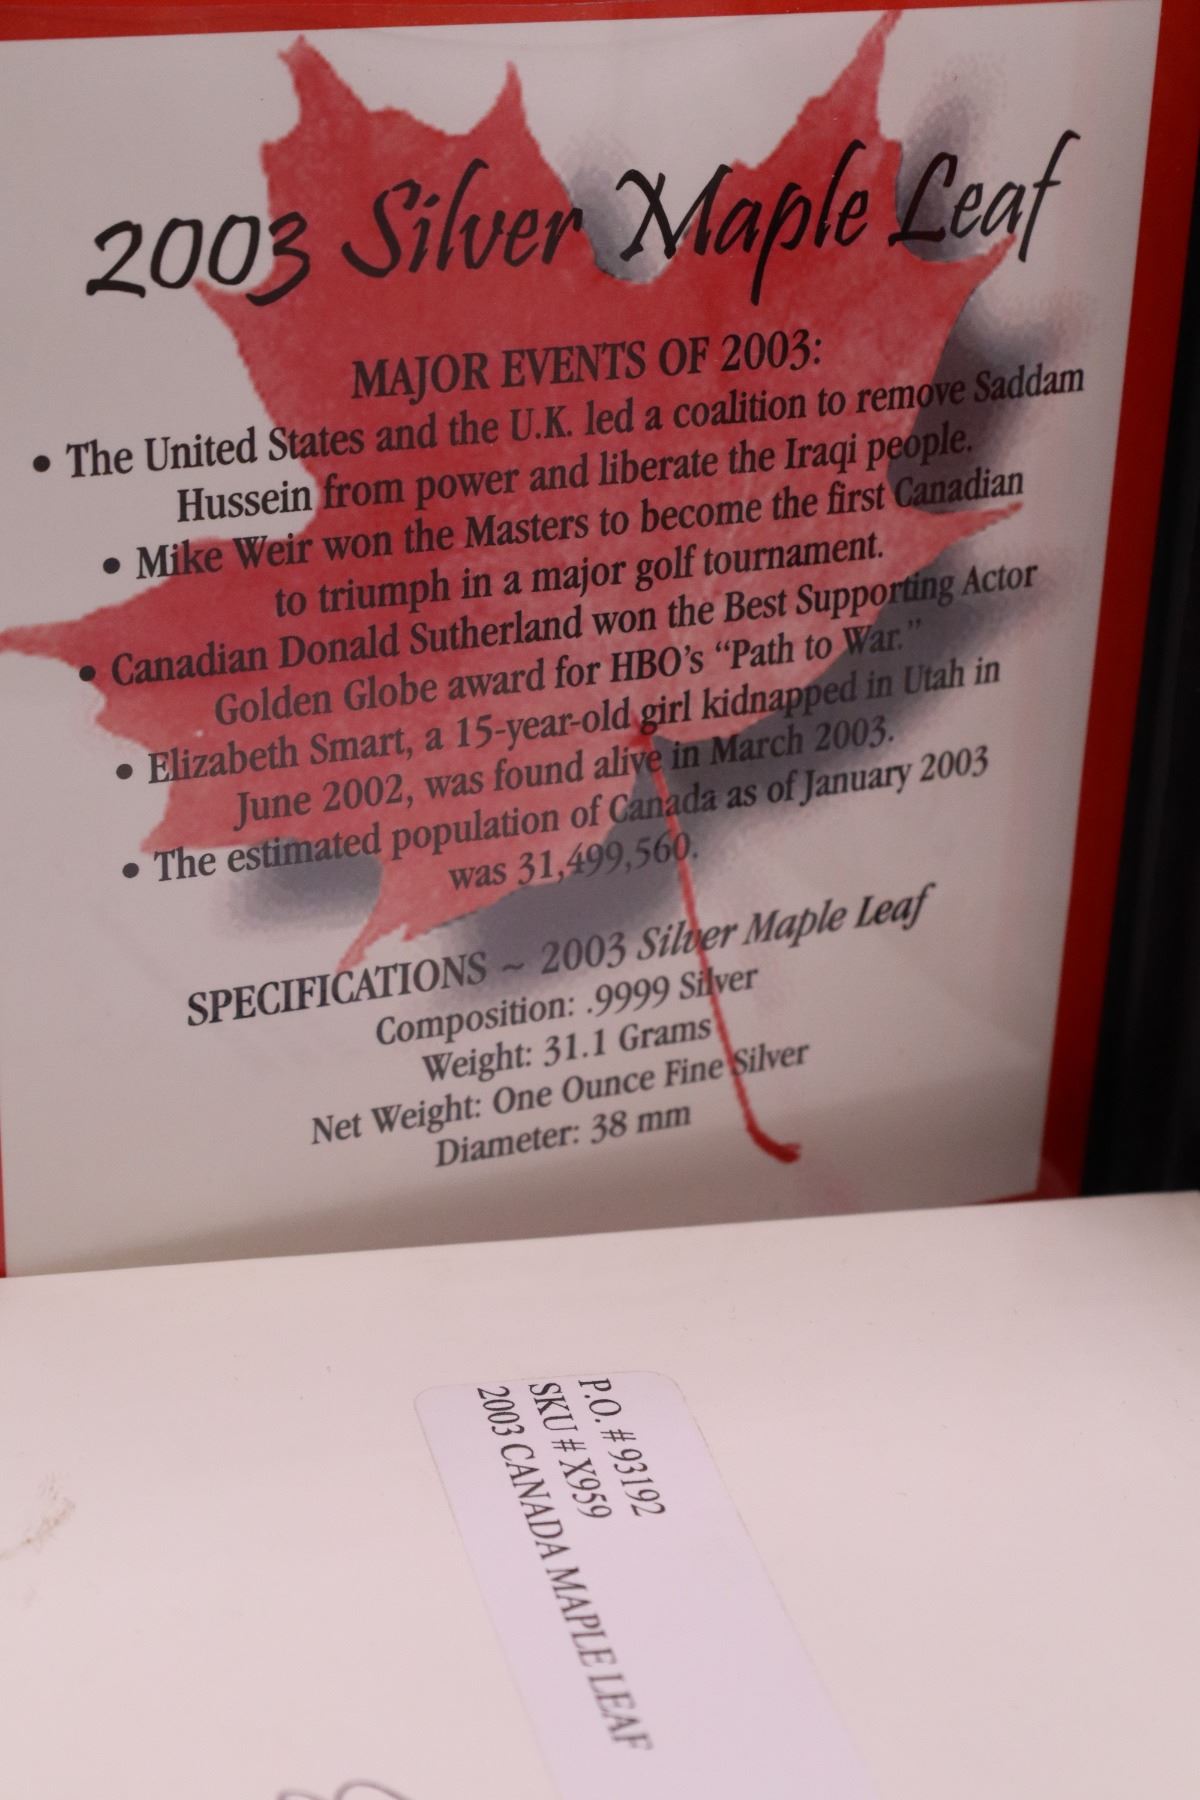 2003 Silver Maple Leaf
MAJOR EVENTS OF 2003:
• The United States and the U.K. led a coalition to remove Saddam
Hussein from power and liberate the Iraqi people.
• Mike Weir won the Masters to become the first Canadian
to triumph in a major golf tournament.
• Canadian Donald Sutherland won the Best Supporting Actor
Golden Globe award for HBO's “Path to War.”
• Elizabeth Smart, a 15-year-old girl kidnapped in Utah in
June 2002, was found alive in March 2003.
• The estimated population of Canada as of January 2003
was 31,499,560.
SPECIFICATIONS ~ 2003 Silver Maple Leaf
Composition: .9999 Silver
Weight: 31.1 Grams
Net Weight: One Ounce Fine Silver
Diameter: 38 mm
P.O. # 93192
SKU # X959
2003 CANADA MAPLE LEAF